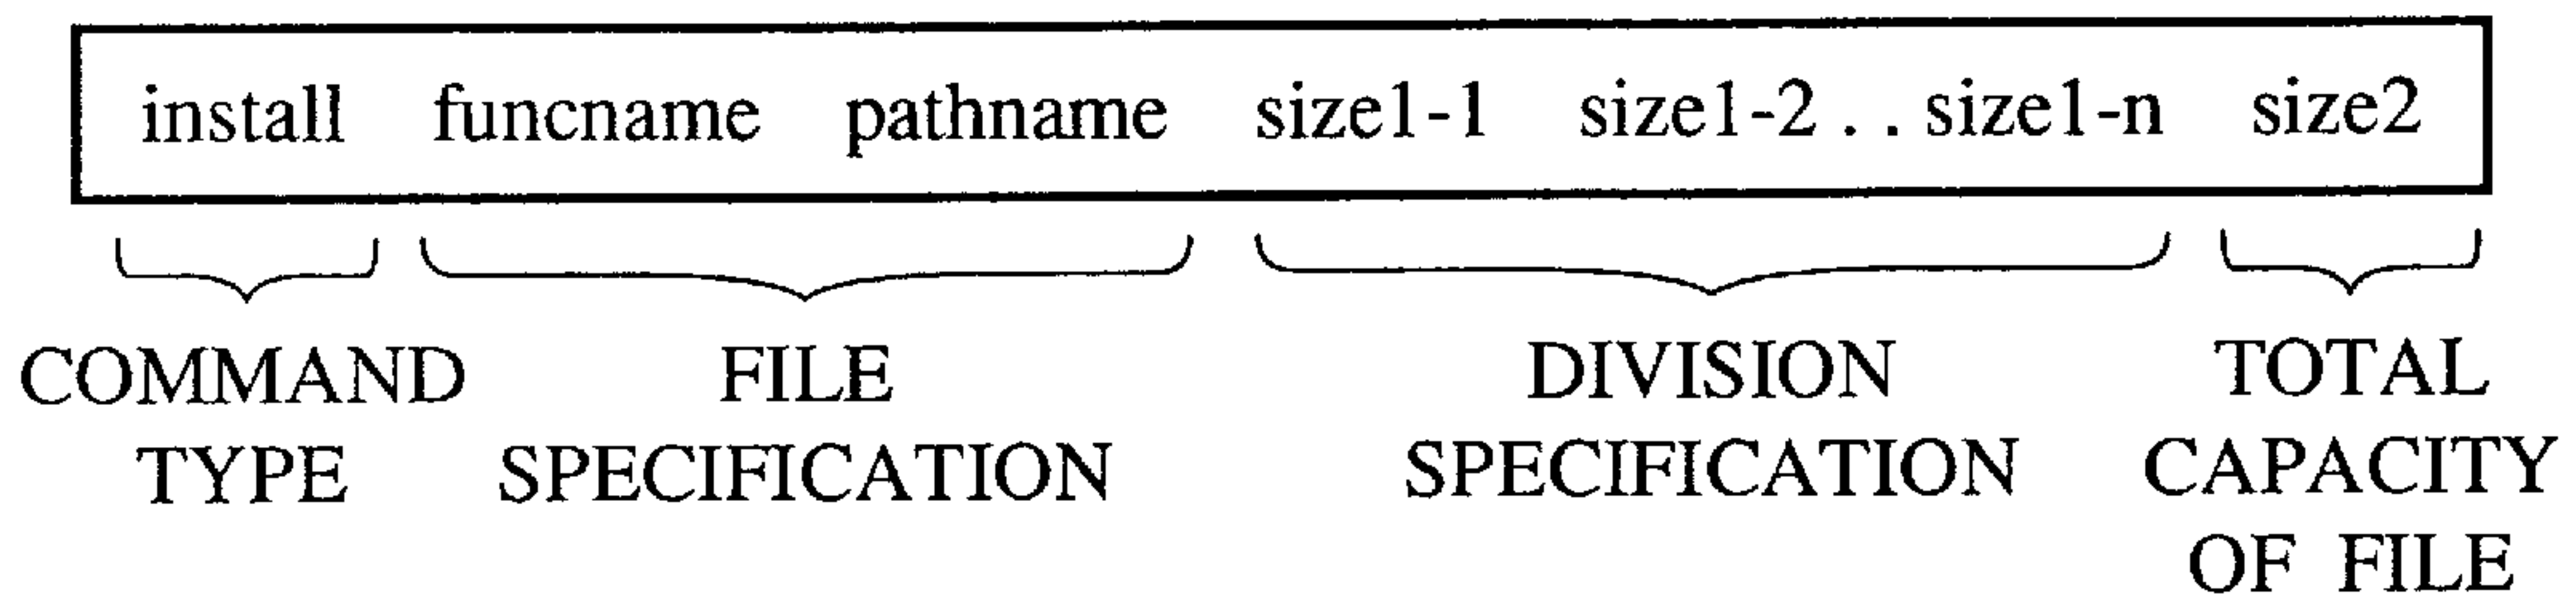 install funcname pathname size1-1 size1-2 . . size1-n size2
COMMAND TYPE
FILE SPECIFICATION
DIVISION SPECIFICATION
TOTAL CAPACITY OF FILE